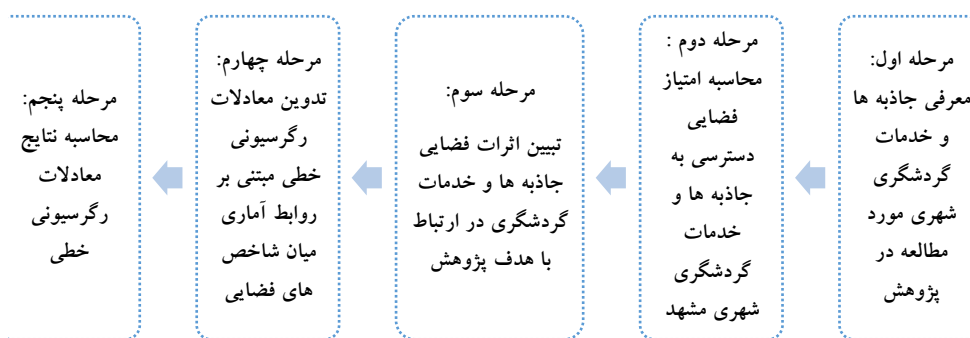 مرحله اول:
معرفی جاذبه ها
و خدمات
گردشگری
شهری مورد
مطالعه در
پژوهش
مرحله دوم :
محاسبه امتیاز
فضایی
دسترسی به
جاذبه ها و
خدمات
گردشگری
شهری مشهد
مرحله سوم:
تبیین اثرات فضایی
جاذبه ها و خدمات
گردشگری در ارتباط
با هدف پژوهش
مرحله چهارم:
تدوین معادلات
رگرسیونی
خطی مبتنی بر
روابط آماری
میان شاخص
های فضایی
مرحله پنجم:
محاسبه نتایج
معادلات
رگرسیونی
خطی